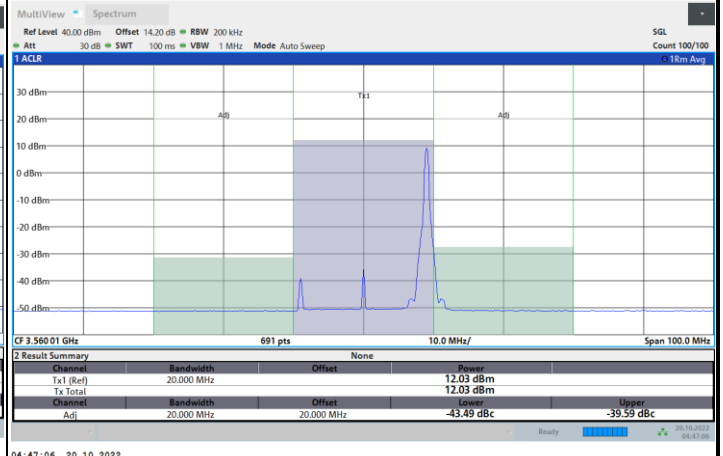 MultiView Spectrum
Ref Level 40.00 dBm Offset 14.20 dB RBW 200 kHz SGL
Att 30 dB SWT 100 ms VBW 1 MHz Mode Auto Sweep Count 100/100
1 ACLR 1Rm Avg
30 dBm
Tx1
20 dBm
Adj Adj
10 dBm
0 dBm
-10 dBm
-20 dBm
-30 dBm
-40 dBm
-50 dBm
CF 3.560 01 GHz 691 pts 10.0 MHz/ Span 100.0 MHz
2 Result Summary None
Channel Bandwidth Offset Power
Tx1 (Ref) 20.000 MHz 12.03 dBm
Tx Total 12.03 dBm
Channel Bandwidth Offset Lower Upper
Adj 20.000 MHz 20.000 MHz -43.49 dBc -39.59 dBc
Ready 20.10.2022
04:47:06
04:47:06 20.10.2022